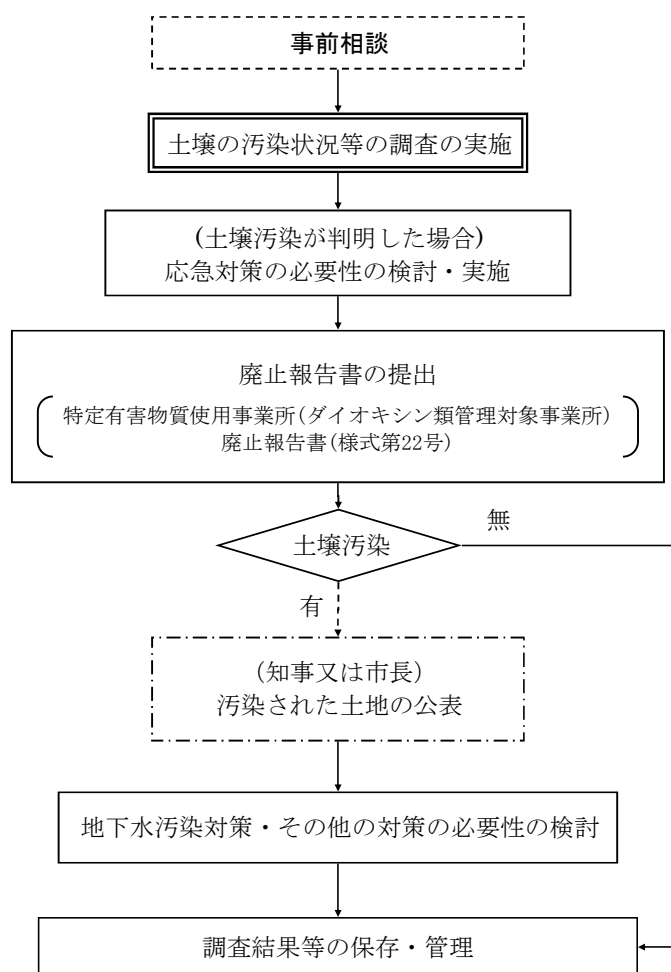 事前相談
土壌の汚染状況等の調査の実施
(土壌汚染が判明した場合)
応急対策の必要性の検討・実施
廃止報告書の提出
特定有害物質使用事業所(ダイオキシン類管理対象事業所)
廃止報告書(様式第22号)
土壌汚染
無
有
(知事又は市長)
汚染された土地の公表
地下水汚染対策・その他の対策の必要性の検討
調査結果等の保存・管理